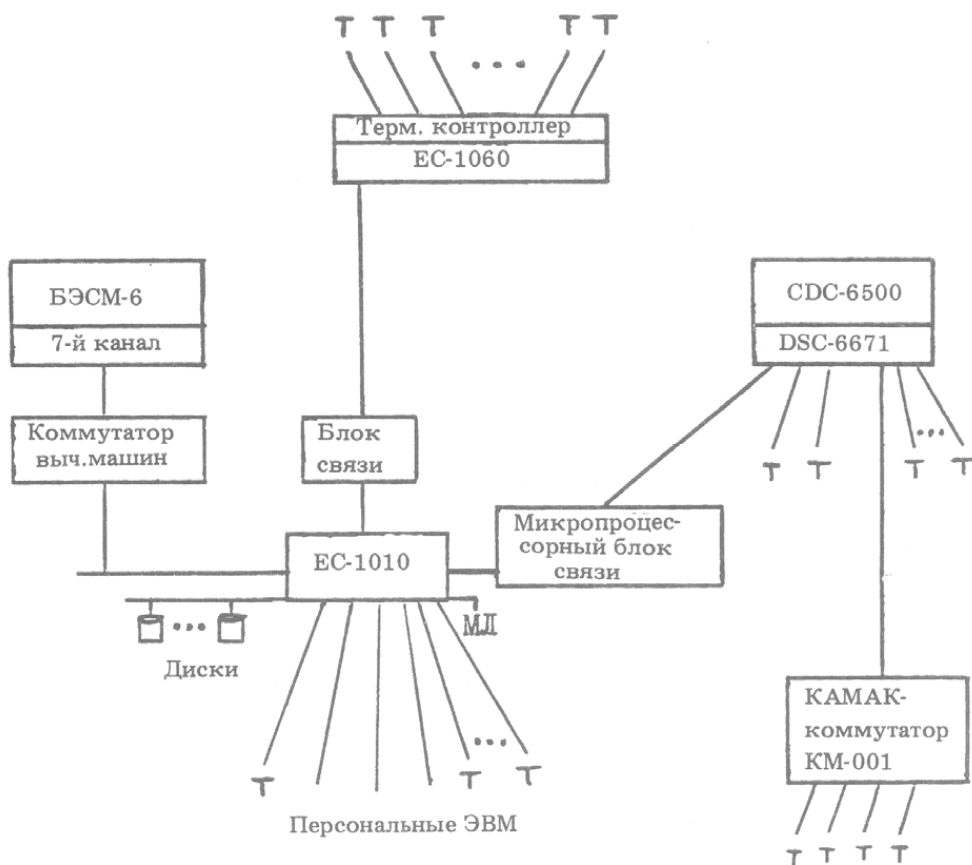 Т Т Т ... Т Т
Терм. контроллер
ЕС-1060
БЭСМ-6
7-й канал
CDC-6500
DSC-6671
Коммутатор
выч.машин
Блок
связи
... 
Т Т Т Т
Микропроцес-
сорный блок
связи
ЕС-1010
МЛ
...
Диски
...
Т Т Т
Персональные ЭВМ
КАМАК-
коммутатор
КМ-001
Т Т Т Т